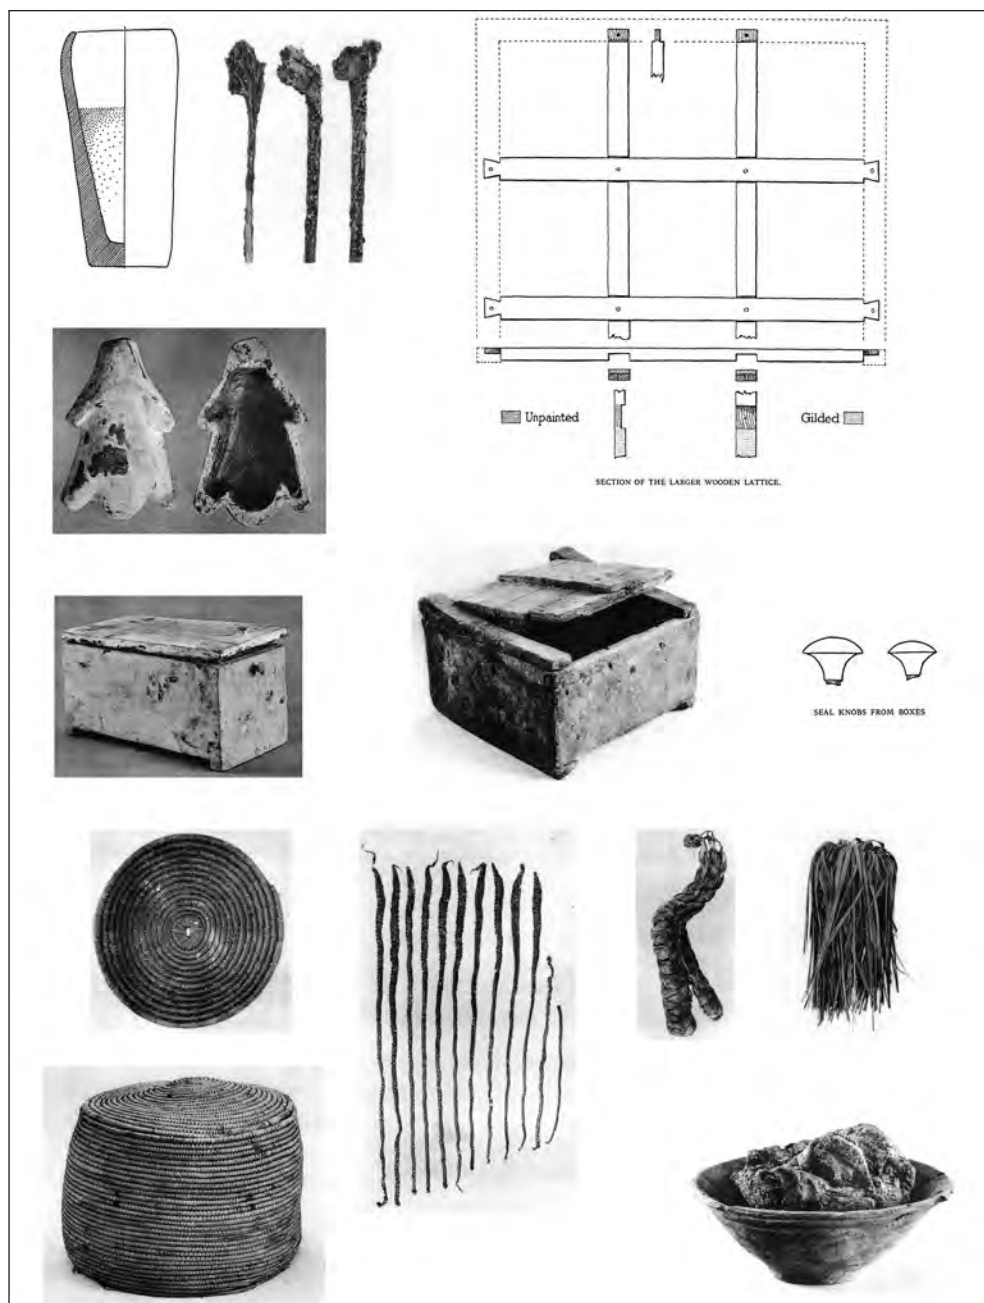 Unpainted
Gilded
SECTION OF THE LARGER WOODEN LATTICE.
SEAL KNOBS FROM BOXES